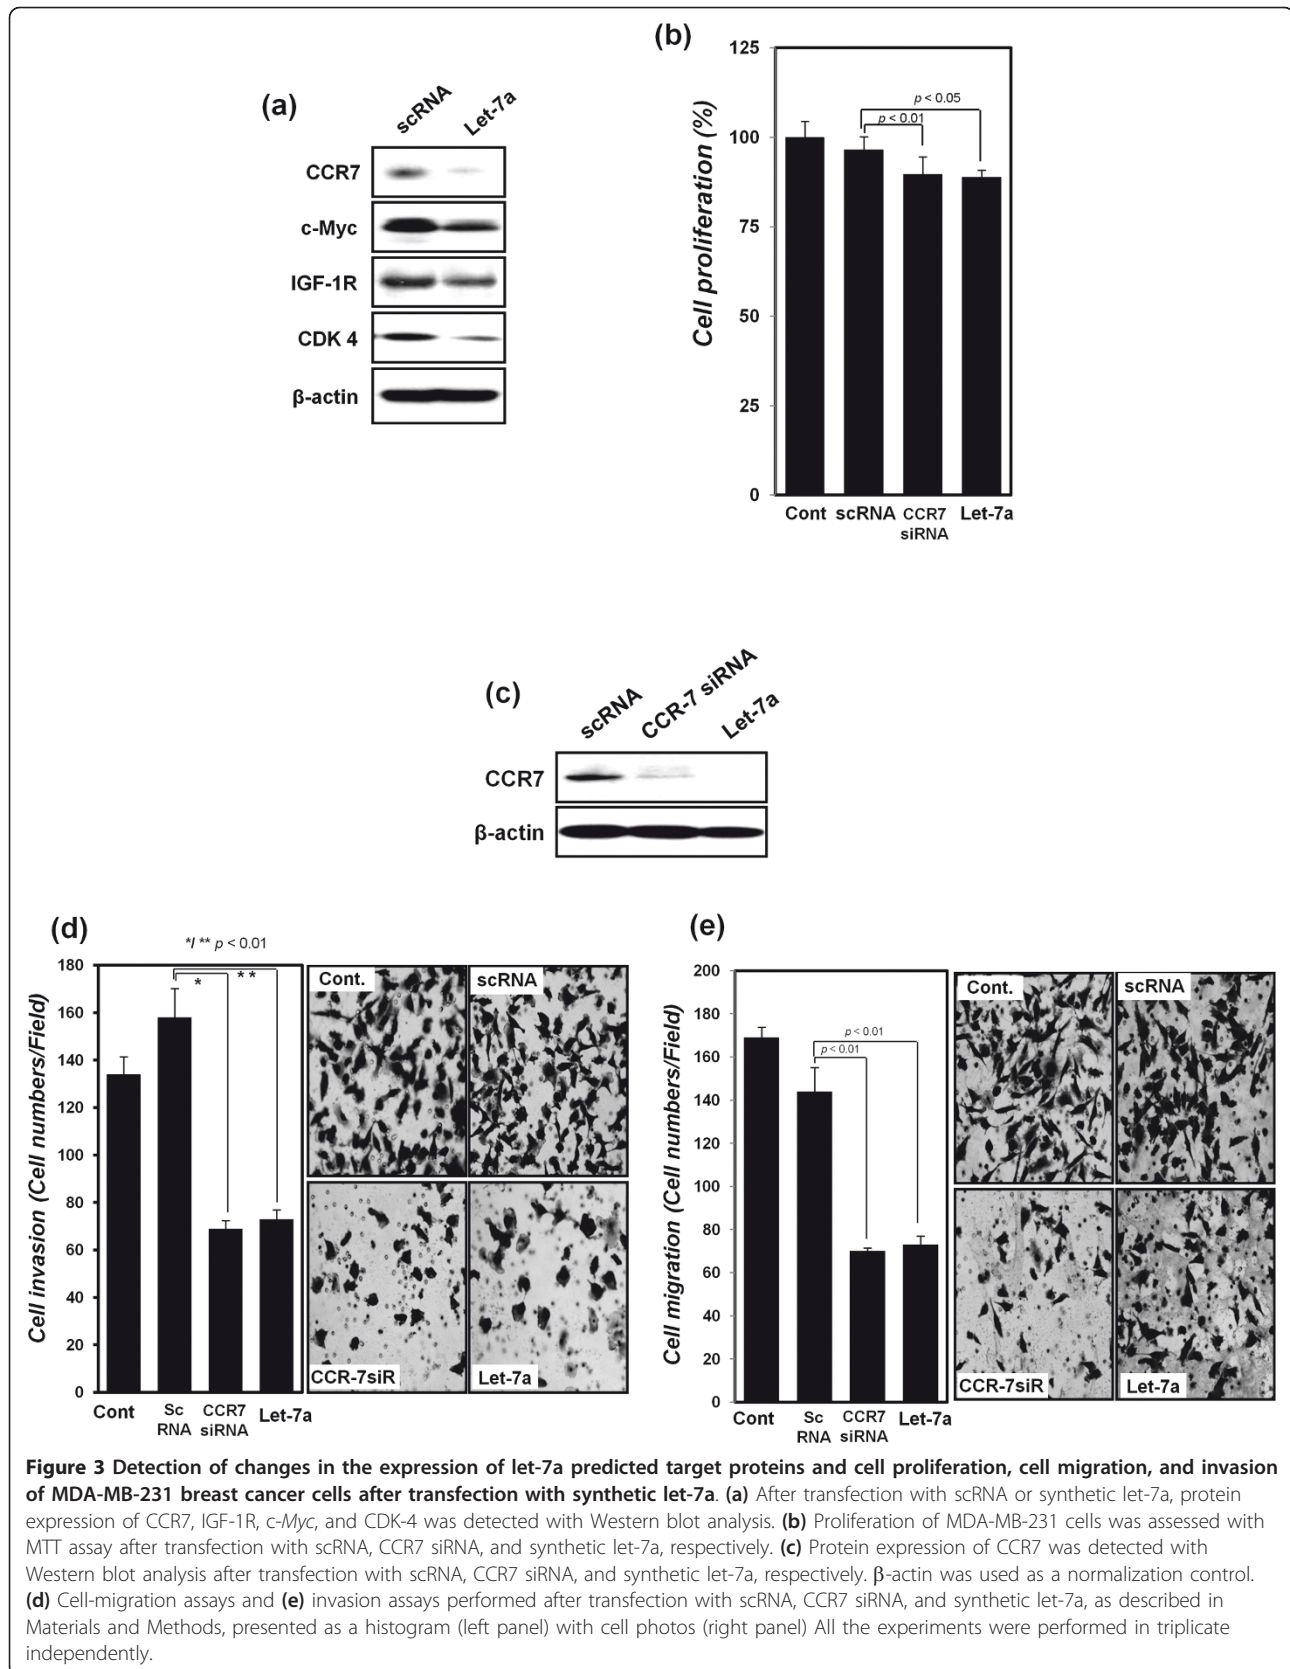 (a)
scRNA Let-7a
CCR7
c-Myc
IGF-1R
CDK 4
β-actin
(b)
Cell proliferation (%)
125
100
75
50
25
0
p < 0.05
p < 0.01
Cont scRNA CCR7 siRNA Let-7a
(c)
scRNA CCR-7 siRNA Let-7a
CCR7
β-actin
(d)
*/ ** p < 0.01
* **
Cell invasion (Cell numbers/Field)
180
160
140
120
100
80
60
40
20
0
Cont Sc RNA CCR7 siRNA Let-7a
Cont. scRNA
CCR-7siR Let-7a
(e)
Cell migration (Cell numbers/Field)
200
180
160
140
120
100
80
60
40
20
0
p < 0.01
p < 0.01
Cont Sc RNA CCR7 siRNA Let-7a
Cont. scRNA
CCR-7siR Let-7a
Figure 3 Detection of changes in the expression of let-7a predicted target proteins and cell proliferation, cell migration, and invasion
of MDA-MB-231 breast cancer cells after transfection with synthetic let-7a. (a) After transfection with scRNA or synthetic let-7a, protein
expression of CCR7, IGF-1R, c-Myc, and CDK-4 was detected with Western blot analysis. (b) Proliferation of MDA-MB-231 cells was assessed with
MTT assay after transfection with scRNA, CCR7 siRNA, and synthetic let-7a, respectively. (c) Protein expression of CCR7 was detected with
Western blot analysis after transfection with scRNA, CCR7 siRNA, and synthetic let-7a, respectively. β-actin was used as a normalization control.
(d) Cell-migration assays and (e) invasion assays performed after transfection with scRNA, CCR7 siRNA, and synthetic let-7a, as described in
Materials and Methods, presented as a histogram (left panel) with cell photos (right panel) All the experiments were performed in triplicate
independently.